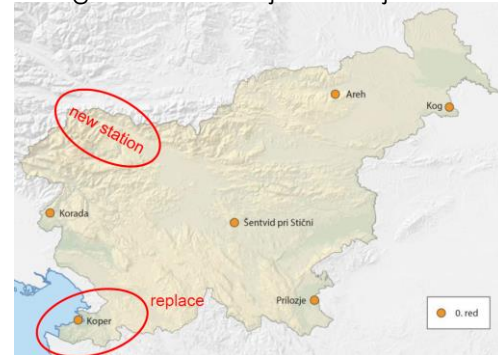 Areh
Kog
new station
Korada
Šentvid pri Stični
replace
Prilozje
Koper
0. red